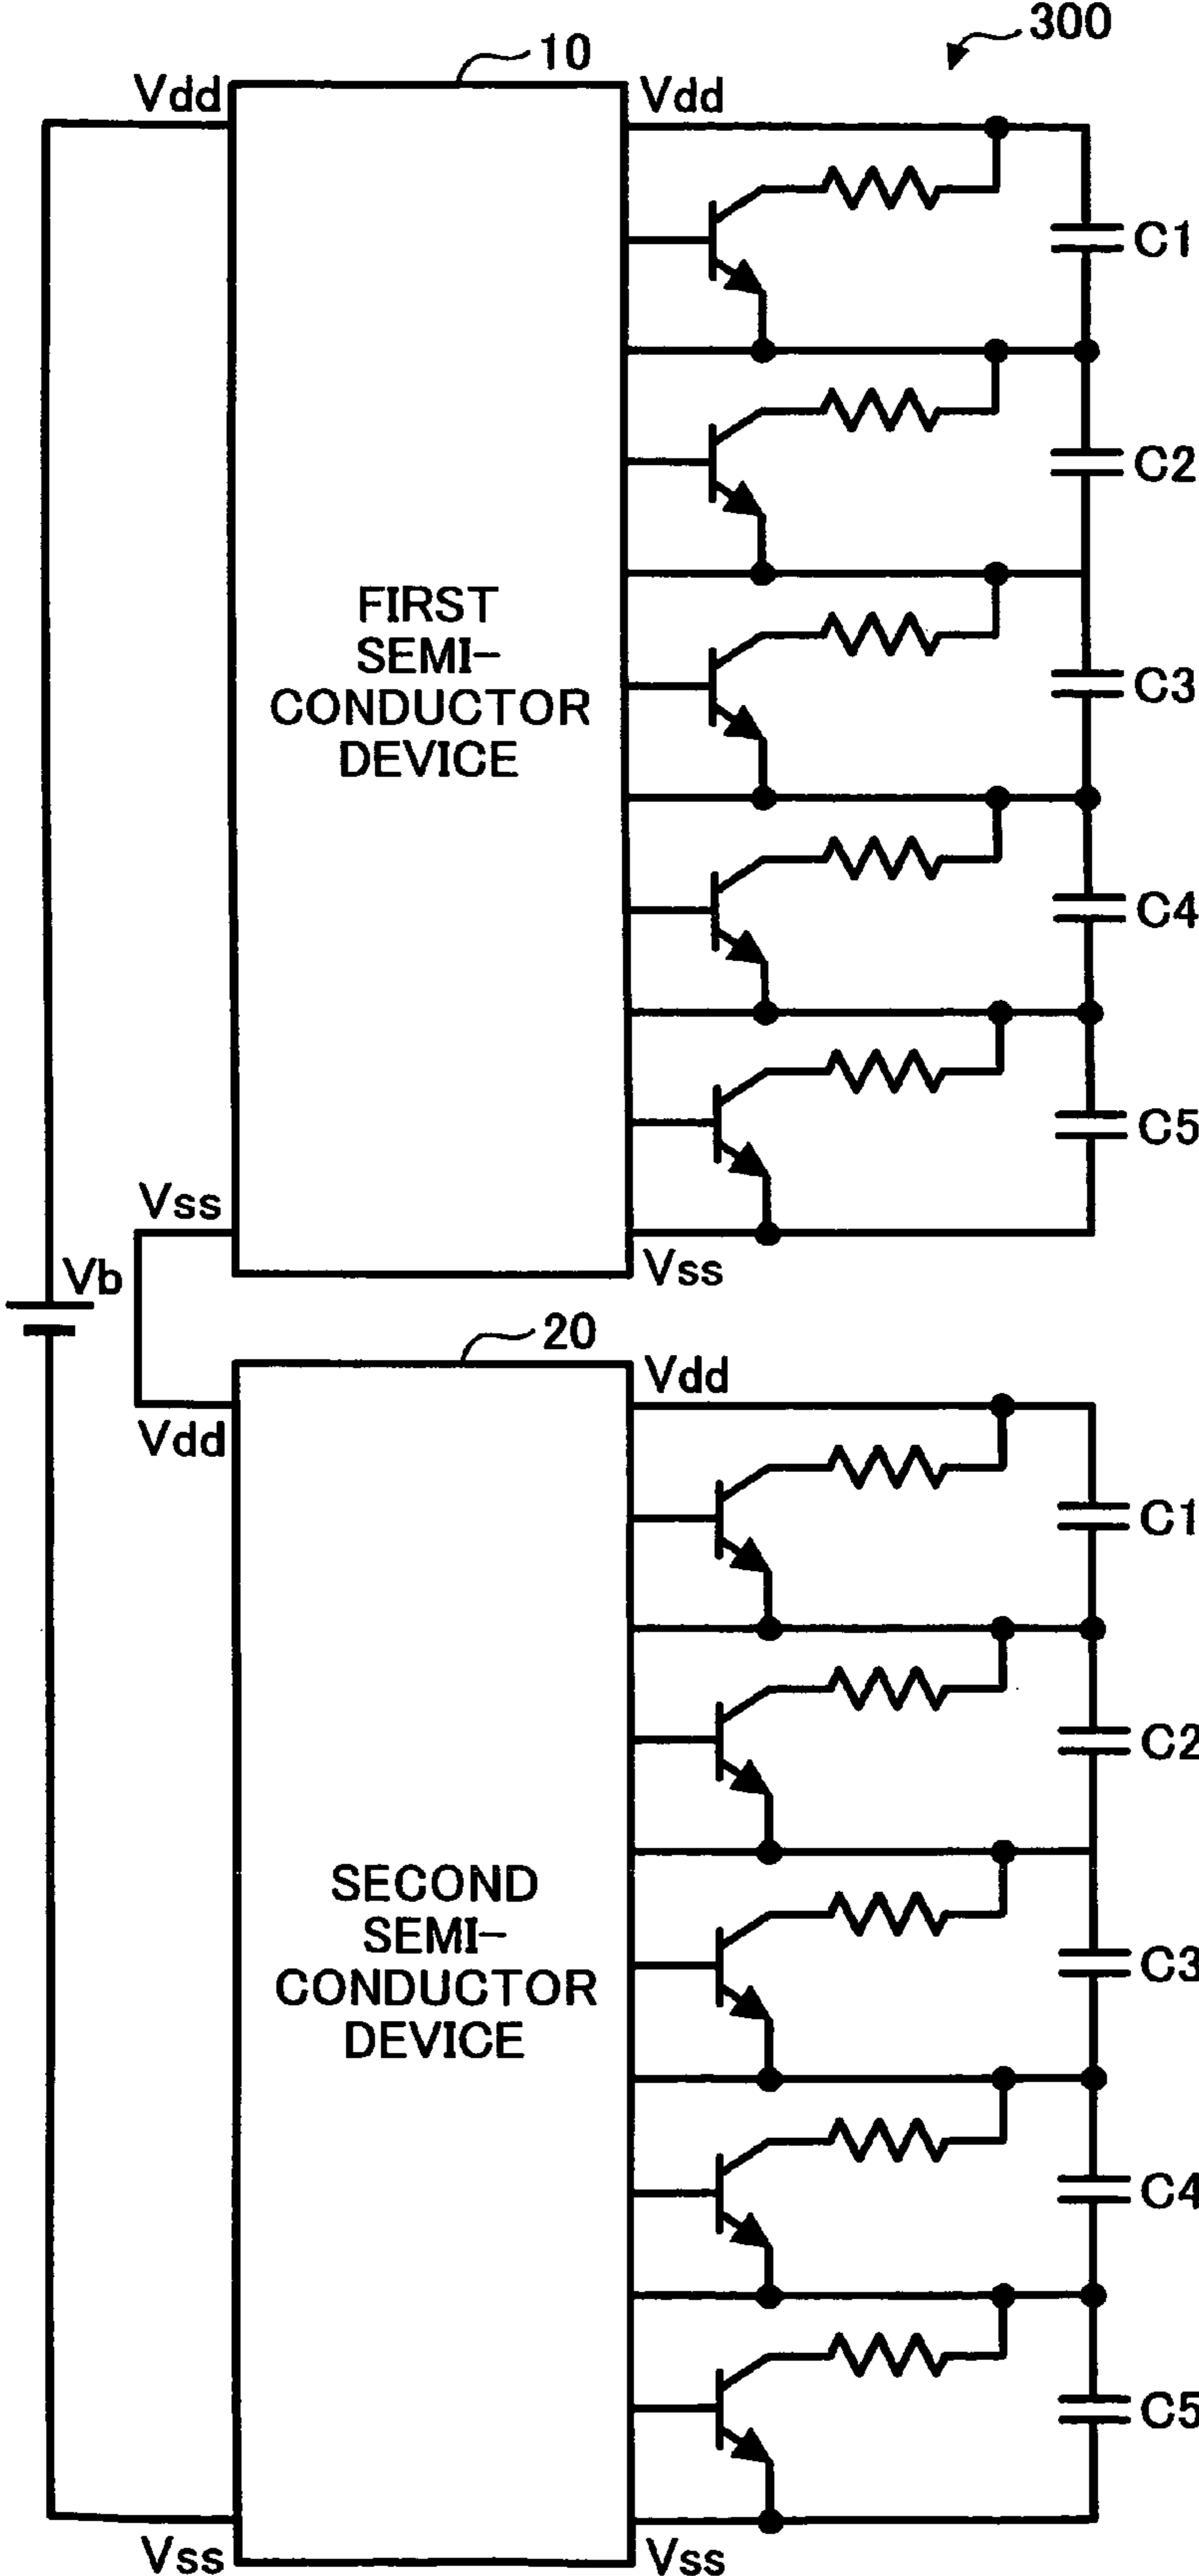 300
10
Vdd
Vdd
C1
C2
FIRST
SEMI-
CONDUCTOR
DEVICE
C3
C4
C5
Vss
Vss
Vb
20
Vdd
Vdd
C1
C2
SECOND
SEMI-
CONDUCTOR
DEVICE
C3
C4
C5
Vss
Vss